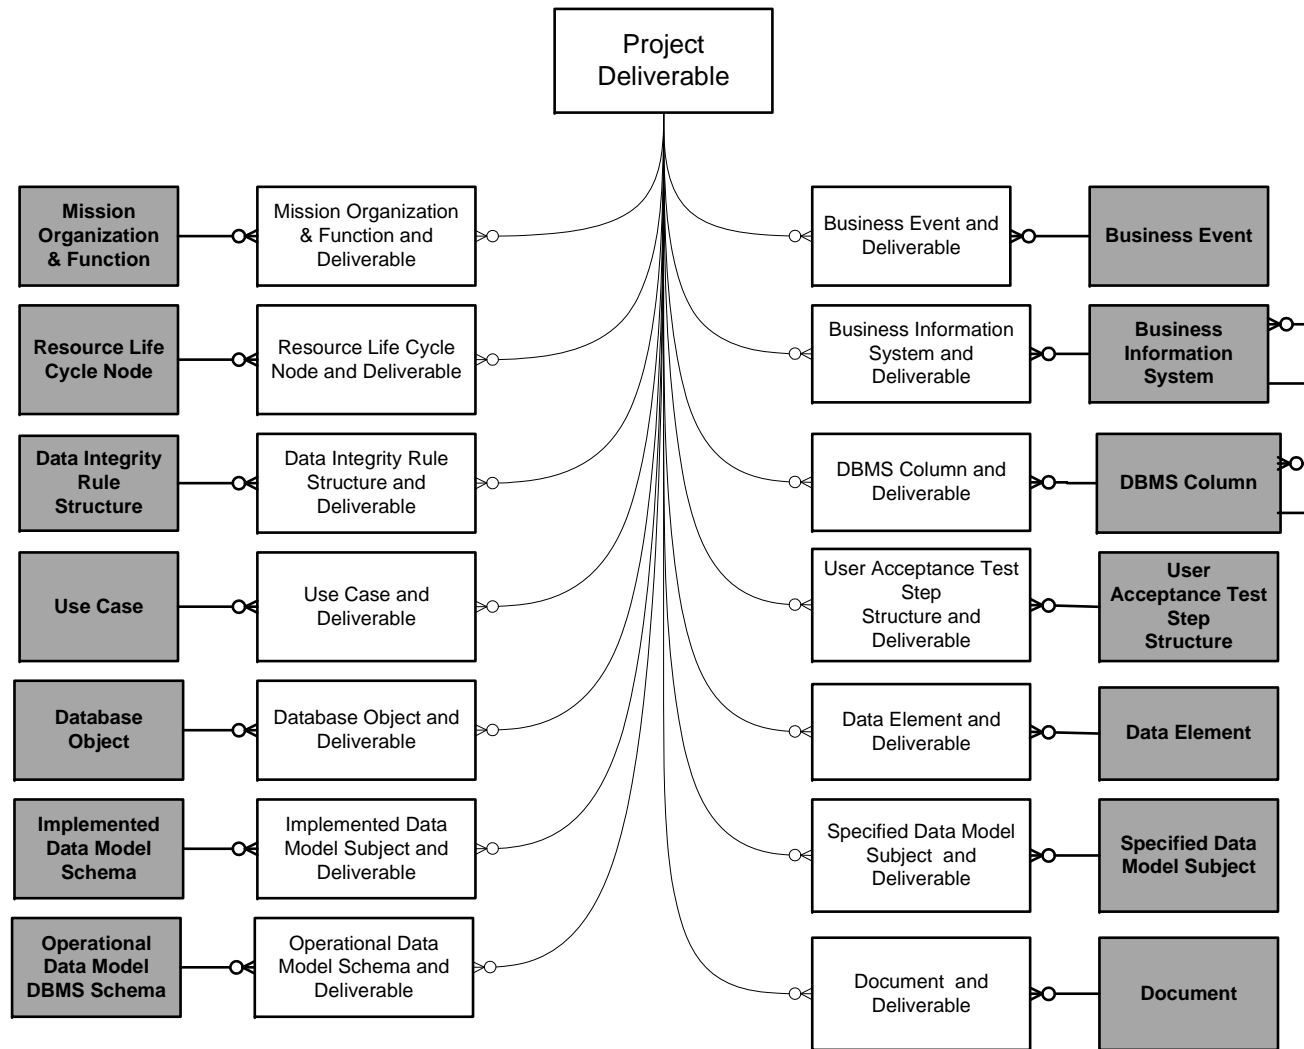 Project
Deliverable
Mission
Organization
& Function
Mission Organization
& Function and
Deliverable
Business Event and
Deliverable
Business Event
Resource Life
Cycle Node
Resource Life Cycle
Node and Deliverable
Business Information
System and
Deliverable
Business
Information
System
Data Integrity
Rule
Structure
Data Integrity Rule
Structure and
Deliverable
DBMS Column and
Deliverable
DBMS Column
Use Case
Use Case and
Deliverable
User Acceptance Test
Step
Structure and
Deliverable
User
Acceptance Test
Step
Structure
Database
Object
Database Object and
Deliverable
Data Element and
Deliverable
Data Element
Implemented
Data Model
Schema
Implemented Data
Model Subject and
Deliverable
Specified Data Model
Subject and
Deliverable
Specified Data
Model Subject
Operational
Data Model
DBMS Schema
Operational Data
Model Schema and
Deliverable
Document and
Deliverable
Document